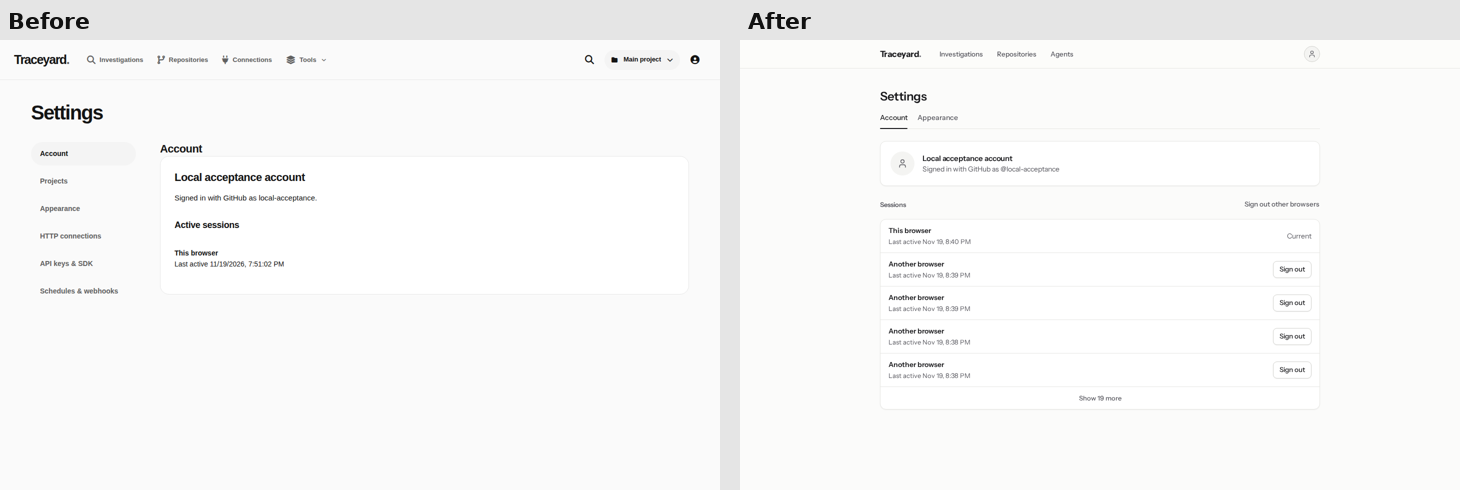 Before
Traceyard.
Investigations
Repositories
Connections
Tools
Main project
Settings
Account
Projects
Appearance
HTTP connections
API keys & SDK
Schedules & webhooks
Account
Local acceptance account
Signed in with GitHub as local-acceptance.
Active sessions
This browser
Last active 11/19/2026, 7:51:02 PM
After
Traceyard.
Investigations
Repositories
Agents
Settings
Account
Appearance
Local acceptance account
Signed in with GitHub as @local-acceptance
Sessions
Sign out other browsers
This browser
Last active Nov 19, 8:40 PM
Current
Another browser
Last active Nov 19, 8:39 PM
Sign out
Another browser
Last active Nov 19, 8:39 PM
Sign out
Another browser
Last active Nov 19, 8:38 PM
Sign out
Another browser
Last active Nov 19, 8:38 PM
Sign out
Show 19 more